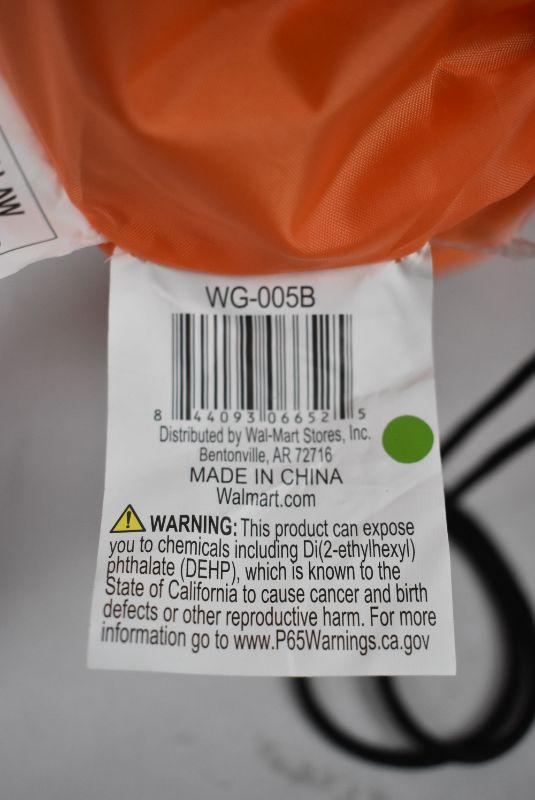 WG-005B
8 44093 06652 5
Distributed by Wal-Mart Stores, Inc.
Bentonville, AR 72716
MADE IN CHINA
Walmart.com
WARNING: This product can expose
you to chemicals including Di(2-ethylhexyl)
phthalate (DEHP), which is known to the
State of California to cause cancer and birth
defects or other reproductive harm. For more
information go to www.P65Warnings.ca.gov